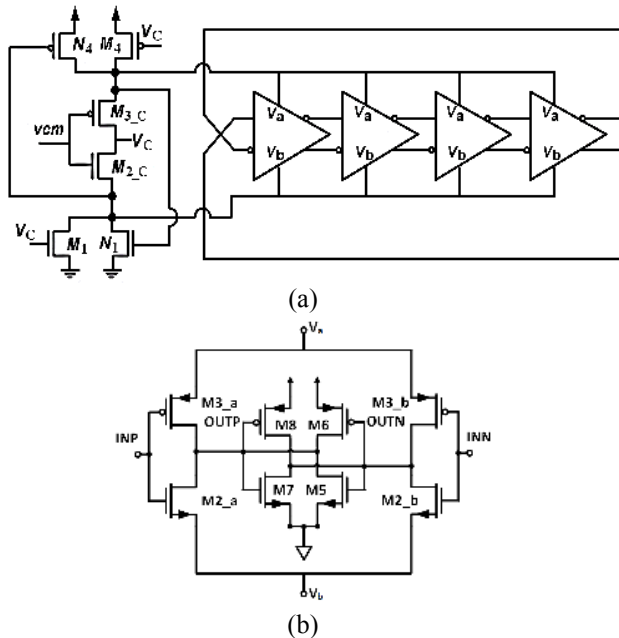 N4 M4 VC
M3_C
vcm VC
M2_C
VC M1 N1
Va Va Va Va
Vb Vb Vb Vb
(a)
Va
M3_a M3_b
OUTP M8 M6 OUTN
INP INN
M7 M5
M2_a M2_b
Vb
(b)